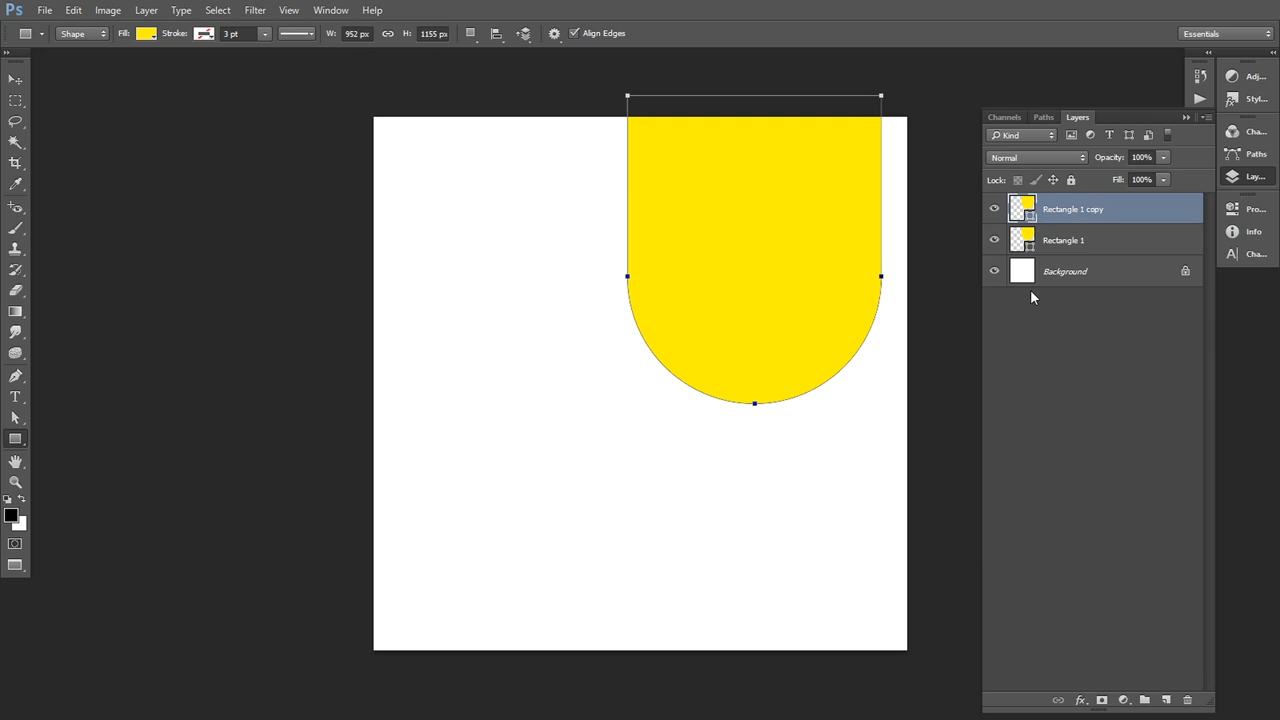 Ps File Edit Image Layer Type Select Filter View Window Help
Shape Fill: Stroke: 3 pt W: 952 px H: 1155 px Align Edges Essentials
Adj...
Styl...
Channels Paths Layers
Cha...
Kind
Paths
Normal Opacity: 100%
Lay...
Lock: Fill: 100%
Rectangle 1 copy
Pro...
Info
Rectangle 1
Cha...
Background